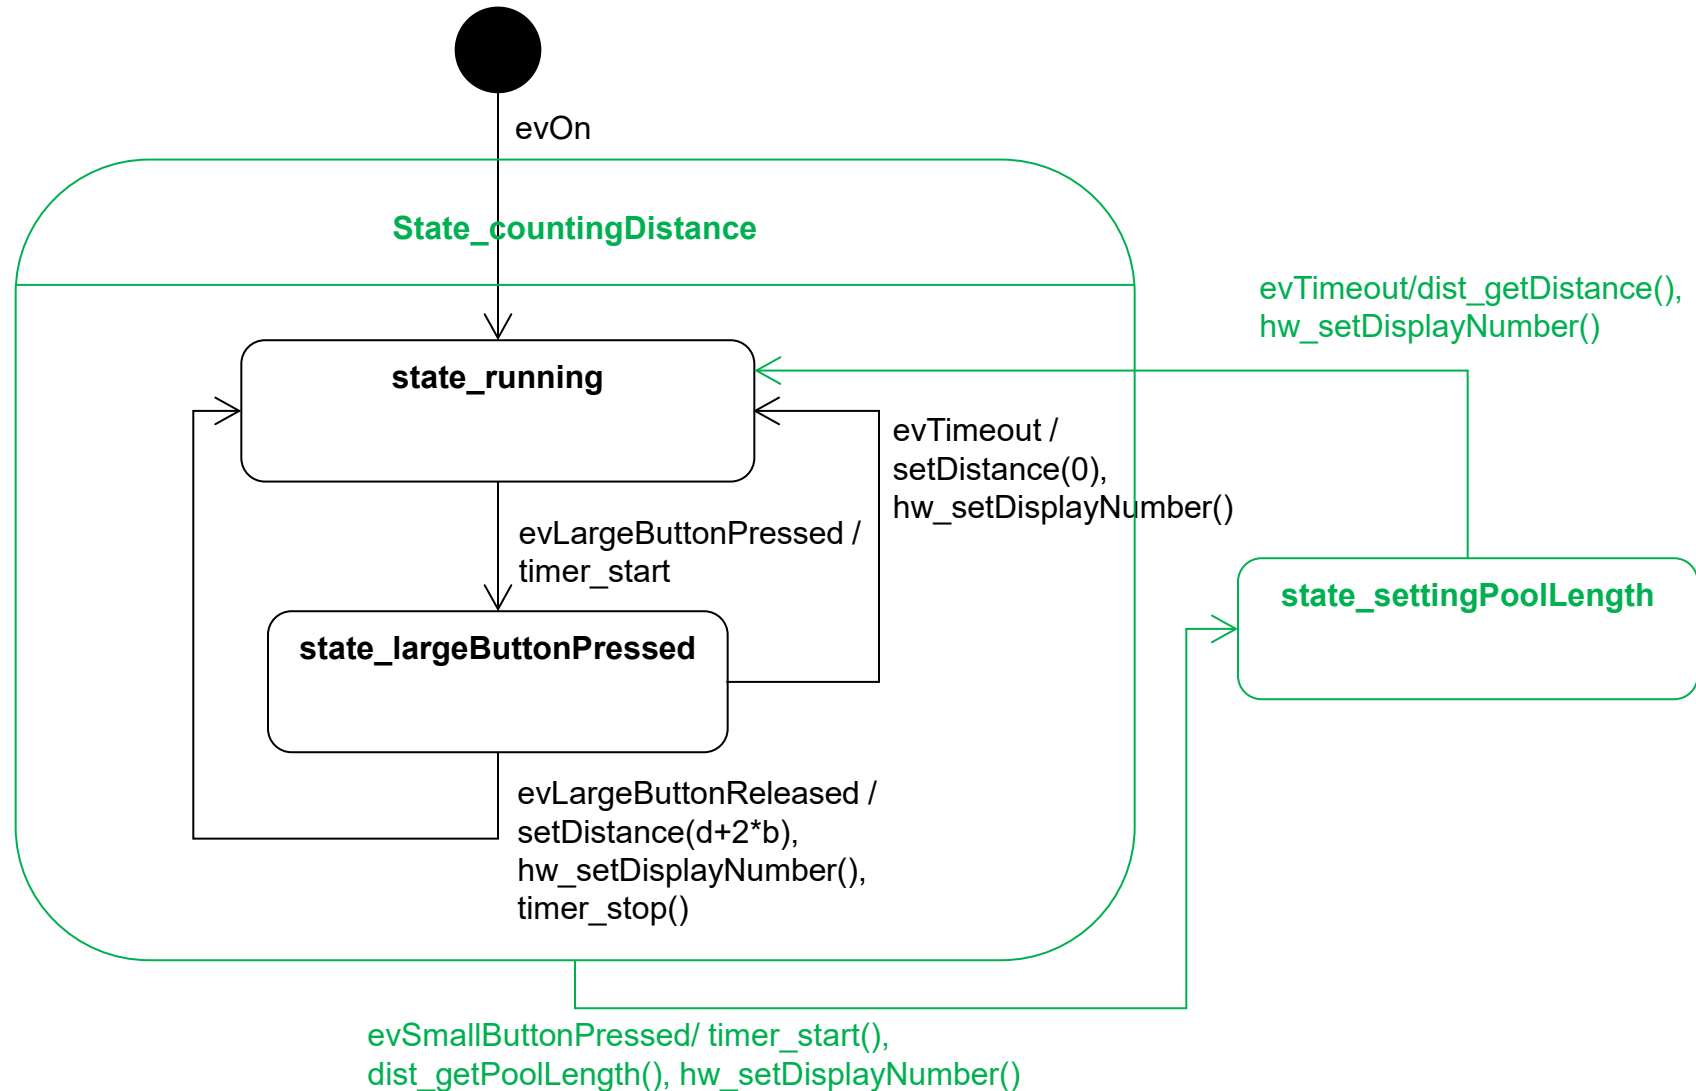 evOn
State_countingDistance
evTimeout/dist_getDistance(),
hw_setDisplayNumber()
state_running
evTimeout /
setDistance(0),
hw_setDisplayNumber()
evLargeButtonPressed /
timer_start
state_settingPoolLength
state_largeButtonPressed
evLargeButtonReleased /
setDistance(d+2*b),
hw_setDisplayNumber(),
timer_stop()
evSmallButtonPressed/ timer_start(),
dist_getPoolLength(), hw_setDisplayNumber()